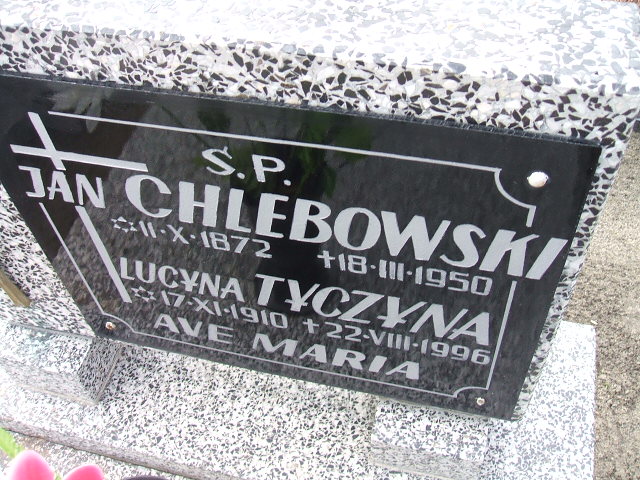 Ś.P.
JAN CHLEBOWSKI
☆11·X·1872 +18·III·1950
LUCYNA TYCZYNA
☆17·XI·1910 +22·VIII·1996
AVE MARIA